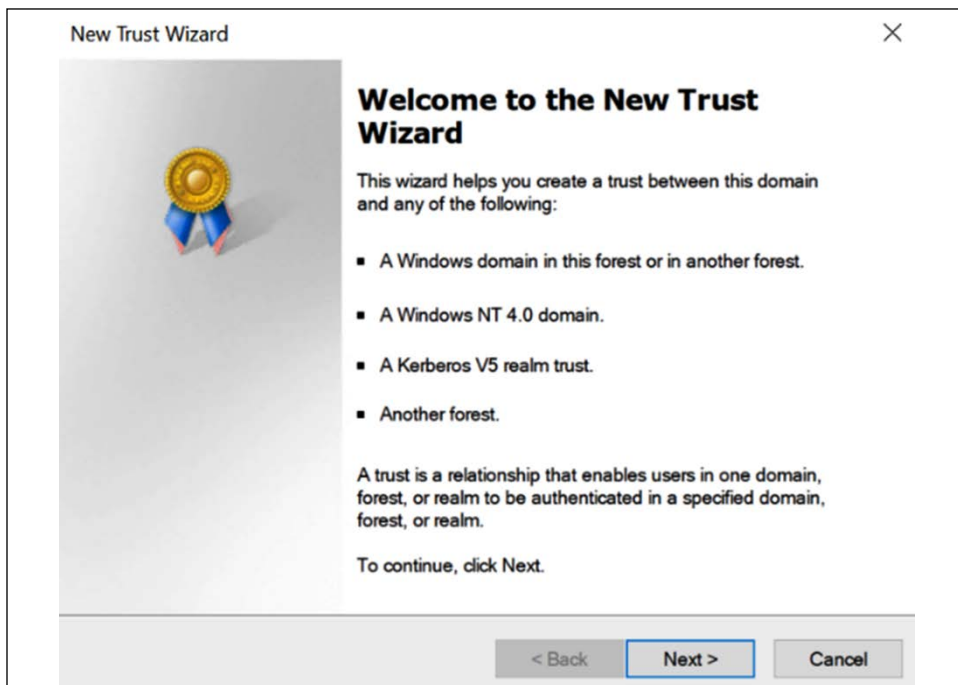 New Trust Wizard
Welcome to the New Trust
Wizard
This wizard helps you create a trust between this domain
and any of the following:
▪ A Windows domain in this forest or in another forest.
▪ A Windows NT 4.0 domain.
▪ A Kerberos V5 realm trust.
▪ Another forest.
A trust is a relationship that enables users in one domain,
forest, or realm to be authenticated in a specified domain,
forest, or realm.
To continue, click Next.
< Back Next > Cancel